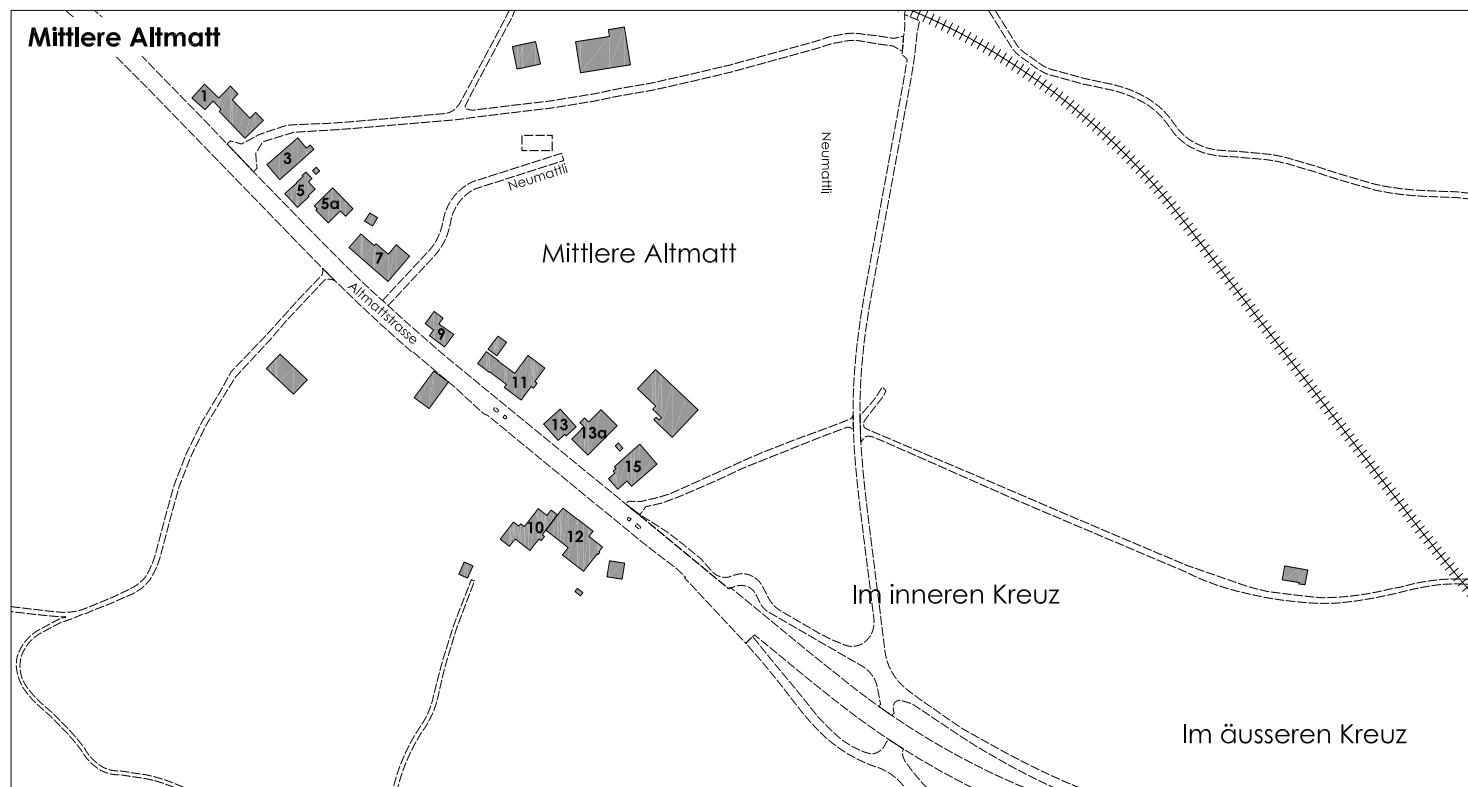 Mittlere Altmatt
1
3
5
5a
7
Neumattli
Neumattli
Mittlere Altmatt
Altmattstrasse
9
11
13
13a
15
10
12
Im inneren Kreuz
Im äusseren Kreuz